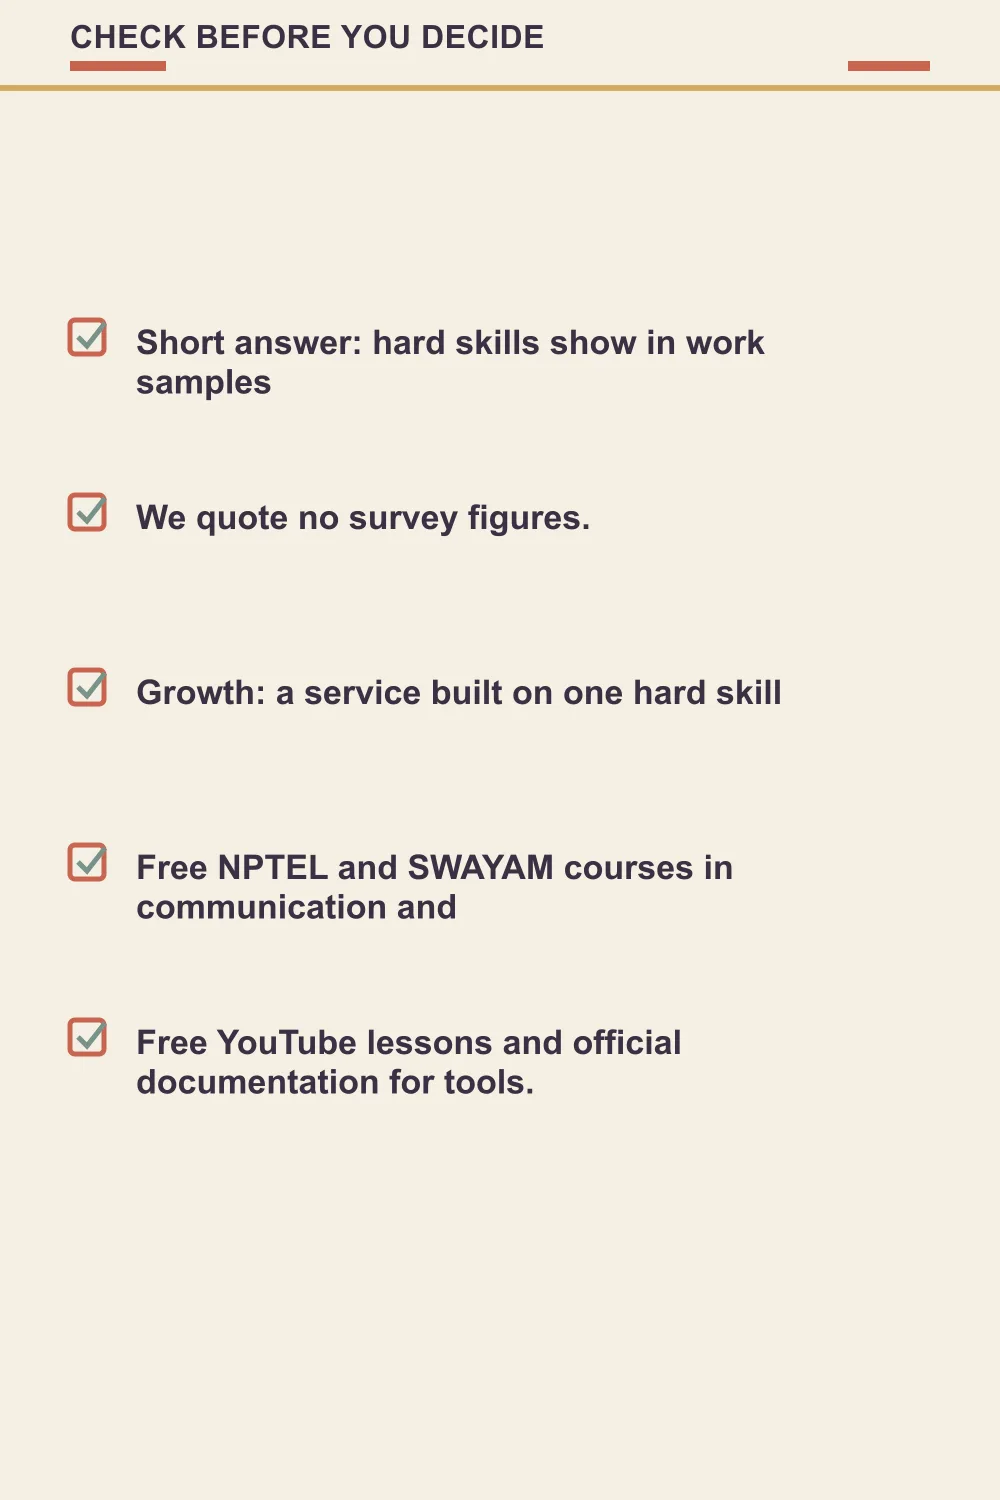 CHECK BEFORE YOU DECIDE
Short answer: hard skills show in work
samples
We quote no survey figures.
Growth: a service built on one hard skill
Free NPTEL and SWAYAM courses in
communication and
Free YouTube lessons and official
documentation for tools.